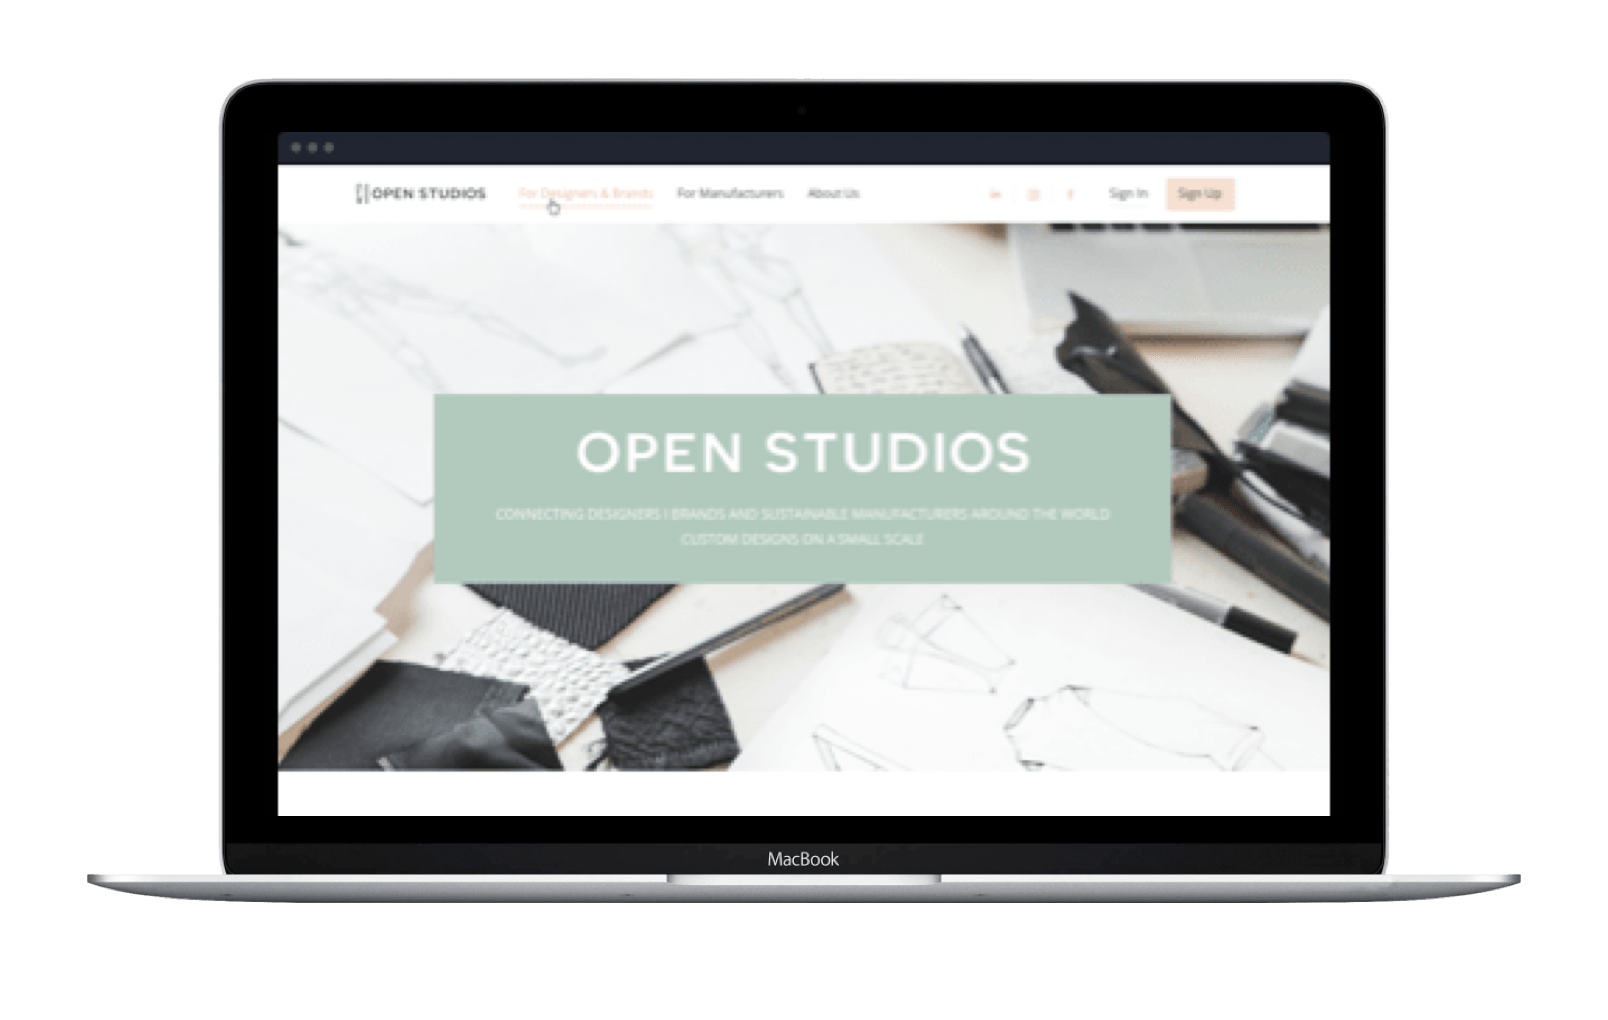 OPEN STUDIOS For Designers & Brands For Manufacturers About Us in f Sign In Sign Up
OPEN STUDIOS
CONNECTING DESIGNERS | BRANDS AND SUSTAINABLE MANUFACTURERS AROUND THE WORLD
CUSTOM DESIGNS ON A SMALL SCALE
MacBook